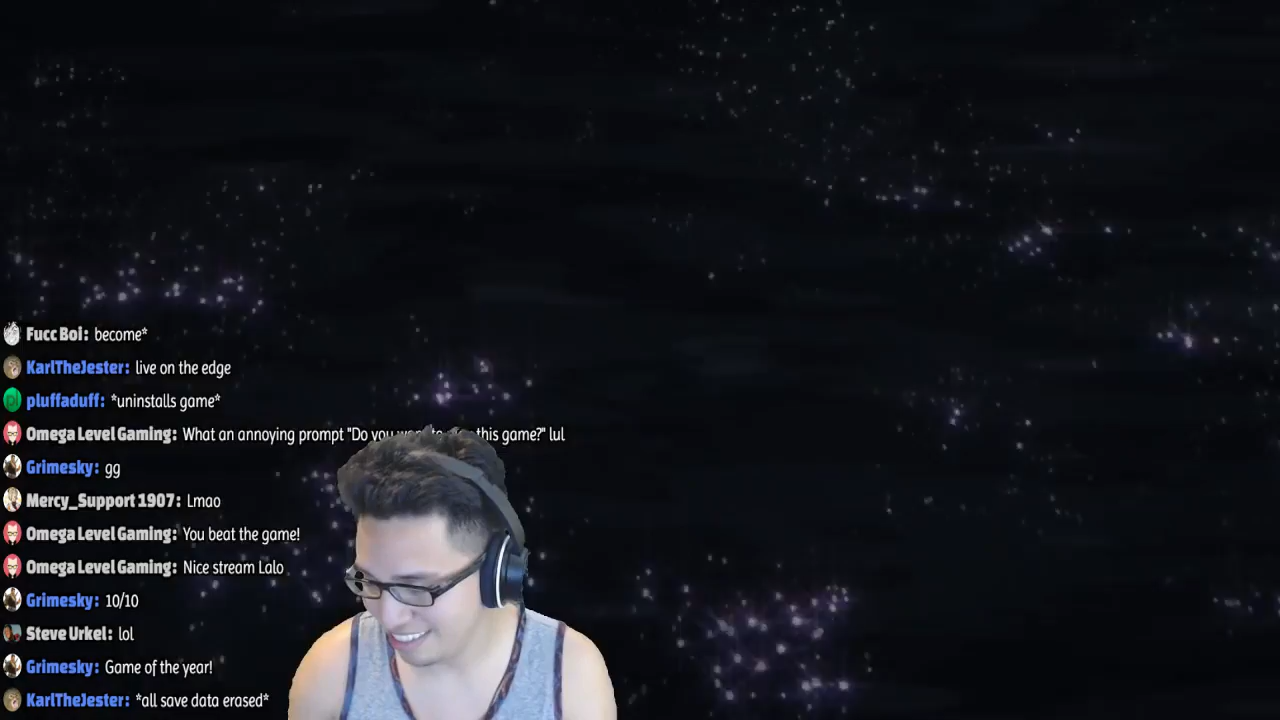 Fucc Boi: become*
KarlTheJester: live on the edge
pluffaduff: *uninstalls game*
Omega Level Gaming: What an annoying prompt "Do you this game?" lul
Grimesky: gg
Mercy_Support 1907: Lmao
Omega Level Gaming: You beat the game!
Omega Level Gaming: Nice stream Lalo
Grimesky: 10/10
Steve Urkel: lol
Grimesky: Game of the year!
KarlTheJester: *all save data erased*